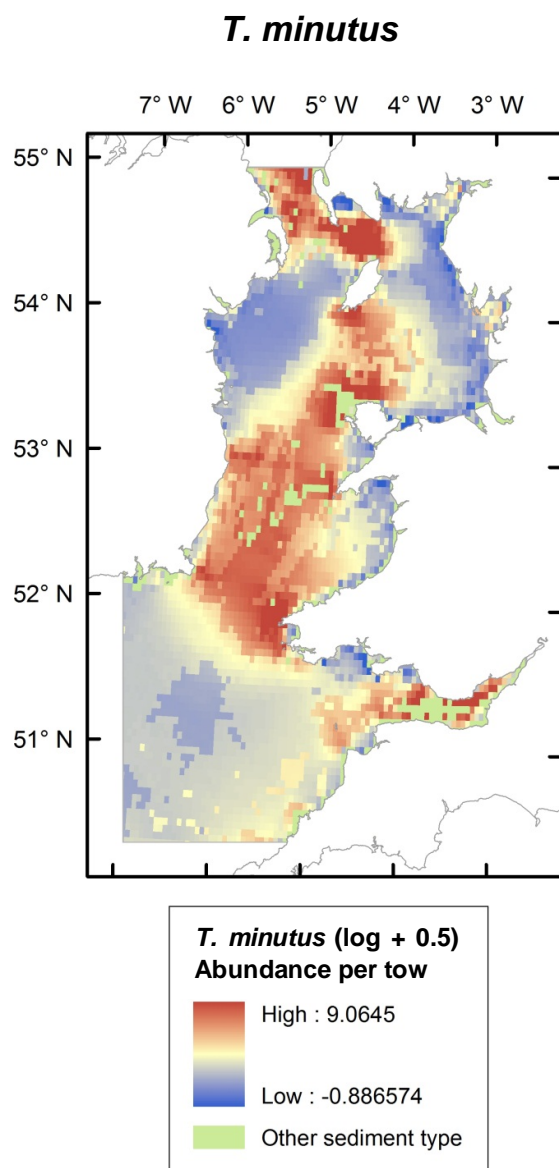 T. minutus
7° W 6° W 5° W 4° W 3° W
55° N
54° N
53° N
52° N
51° N
T. minutus (log + 0.5)
Abundance per tow
High : 9.0645
Low : -0.886574
Other sediment type